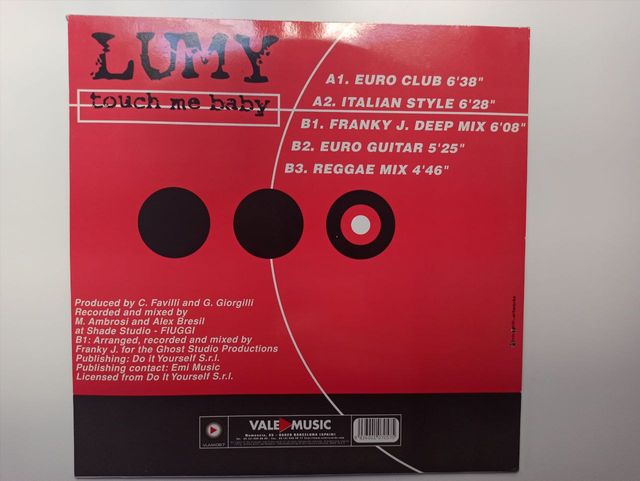 LUMY
touch me baby
A1. EURO CLUB 6'38"
A2. ITALIAN STYLE 6'28"
B1. FRANKY J. DEEP MIX 6'08"
B2. EURO GUITAR 5'25"
B3. REGGAE MIX 4'46"
Produced by C. Favilli and G. Giorgilli
Recorded and mixed by
M. Ambrosi and Alex Bresil
at Shade Studio - FIUGGI
B1: Arranged, recorded and mixed by
Franky J. for the Ghost Studio Productions
Publishing: Do It Yourself S.r.l.
Publishing contact: Emi Music
Licensed from Do It Yourself S.r.l.
VALE MUSIC
BARCELONA (SPAIN)